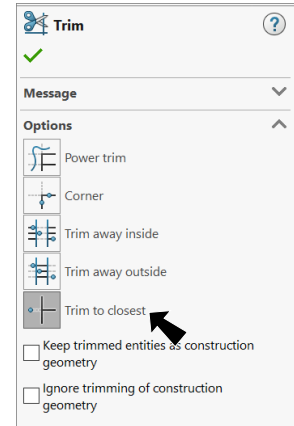 Trim
?
Message
Options
Power trim
Corner
Trim away inside
Trim away outside
Trim to closest
Keep trimmed entities as construction
geometry
Ignore trimming of construction
geometry